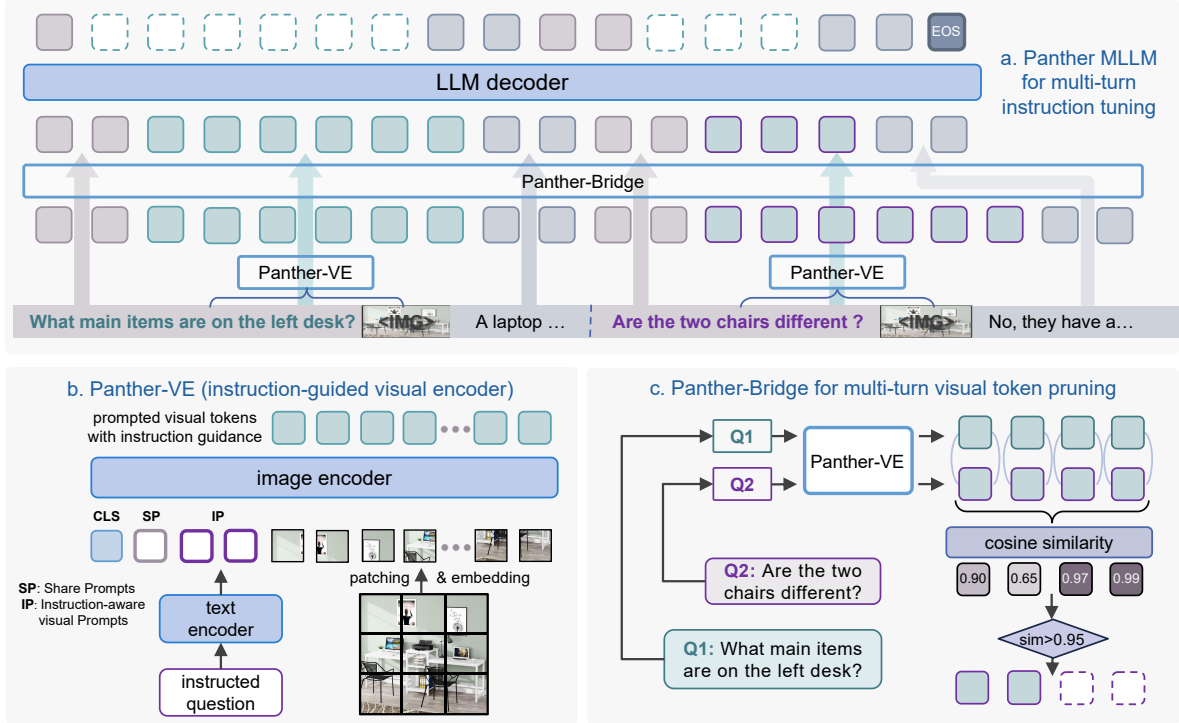 EOS
a. Panther MLLM
for multi-turn
instruction tuning
LLM decoder
Panther-Bridge
Panther-VE
Panther-VE
What main items are on the left desk?
<IMG>
A laptop ...
Are the two chairs different ?
<IMG>
No, they have a...
b. Panther-VE (instruction-guided visual encoder)
prompted visual tokens
with instruction guidance
image encoder
CLS
SP
IP
SP: Share Prompts
IP: Instruction-aware
visual Prompts
patching & embedding
text
encoder
instructed
question
c. Panther-Bridge for multi-turn visual token pruning
Q1
Q2
Panther-VE
cosine similarity
0.90 0.65 0.97 0.99
sim>0.95
Q2: Are the two
chairs different?
Q1: What main items
are on the left desk?